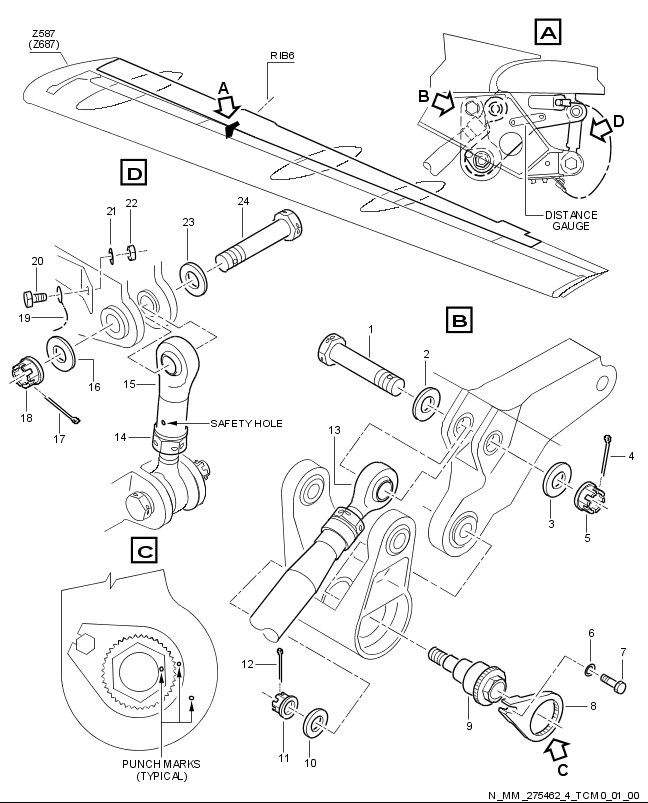 Z587
(Z687)
RIB6
A
A
B
D
DISTANCE
GAUGE
D
24
23
22
21
20
19
18
17
16
15
14
SAFETY HOLE
B
1
2
3
4
5
13
12
11
10
9
8
7
6
C
C
PUNCH MARKS
(TYPICAL)
N_MM_275462_4_TCM0_01_00